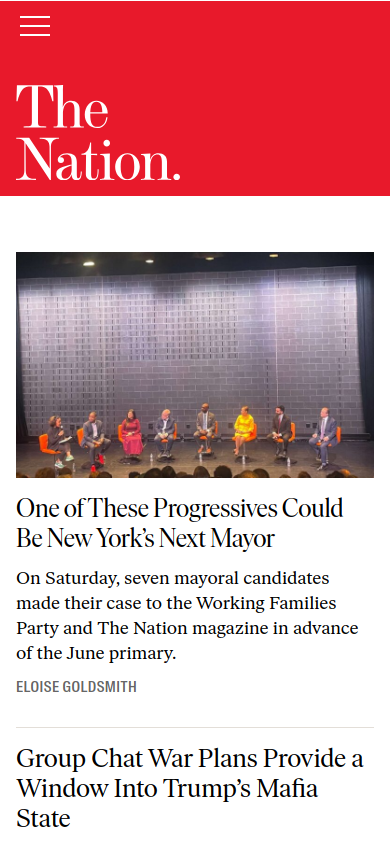 The
Nation.
One of These Progressives Could
Be New York’s Next Mayor
On Saturday, seven mayoral candidates
made their case to the Working Families
Party and The Nation magazine in advance
of the June primary.
ELOISE GOLDSMITH
Group Chat War Plans Provide a
Window Into Trump’s Mafia
State